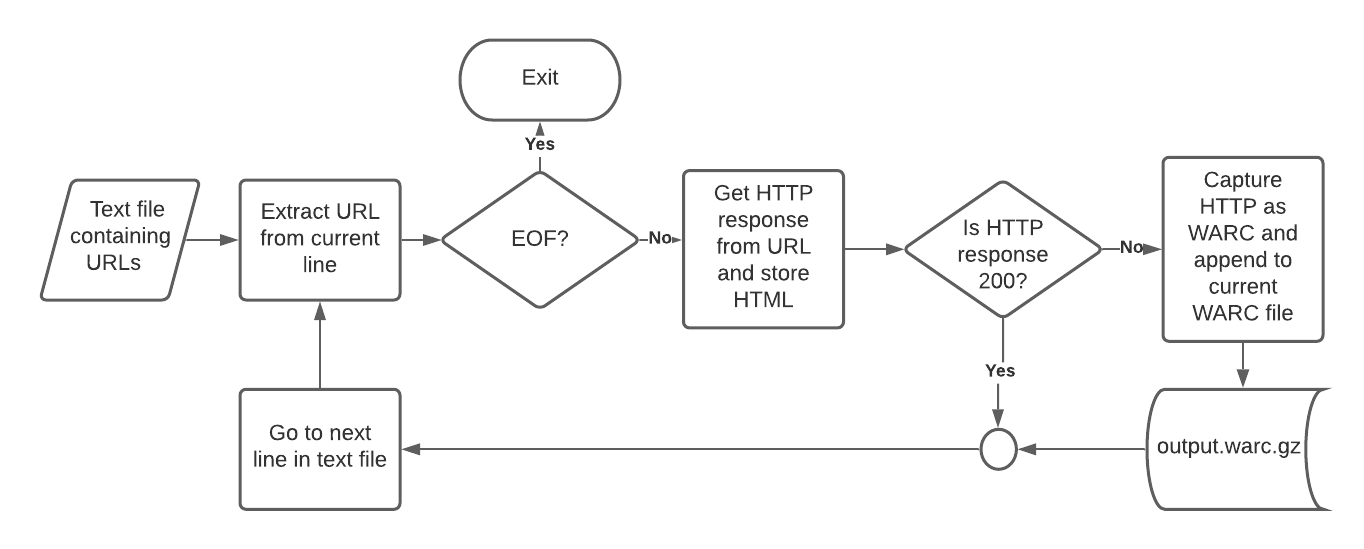 Exit
Yes
Text file
containing
URLs
Extract URL
from current
line
EOF?
No
Get HTTP
response
from URL
and store
HTML
Is HTTP
response
200?
No
Capture
HTTP as
WARC and
append to
current
WARC file
Yes
Go to next
line in text file
output.warc.gz